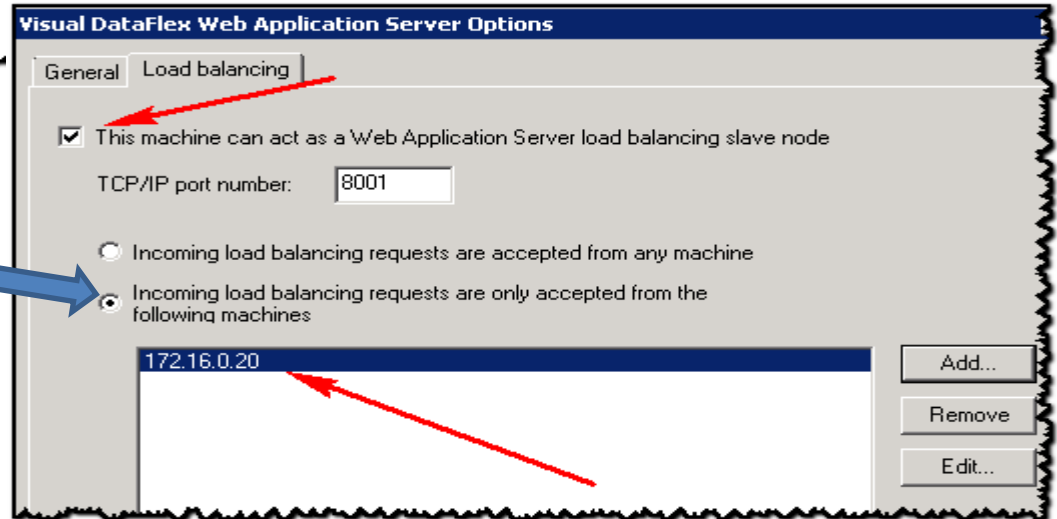 Visual DataFlex Web Application Server Options
General Load balancing
This machine can act as a Web Application Server load balancing slave node
TCP/IP port number: 8001
Incoming load balancing requests are accepted from any machine
Incoming load balancing requests are only accepted from the
following machines
172.16.0.20
Add...
Remove
Edit...